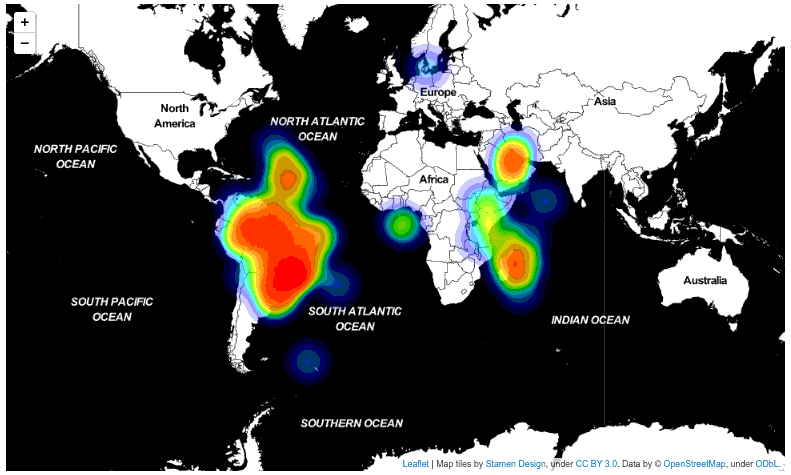 +
−
Europe
Asia
North
America
NORTH ATLANTIC
OCEAN
NORTH PACIFIC
OCEAN
Africa
SOUTH PACIFIC
OCEAN
SOUTH ATLANTIC
OCEAN
Australia
INDIAN OCEAN
SOUTHERN OCEAN
Leaflet | Map tiles by Stamen Design, under CC BY 3.0. Data by © OpenStreetMap, under ODbL.